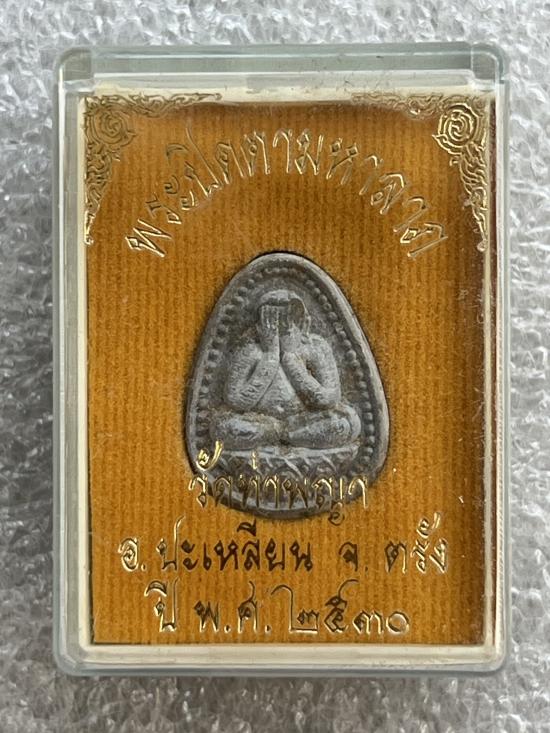 พระปิดตามหาลาภ
วัดท่าพญา
อ.ปะเหลียน จ.ตรัง
ปี พ.ศ.๒๕๓๐